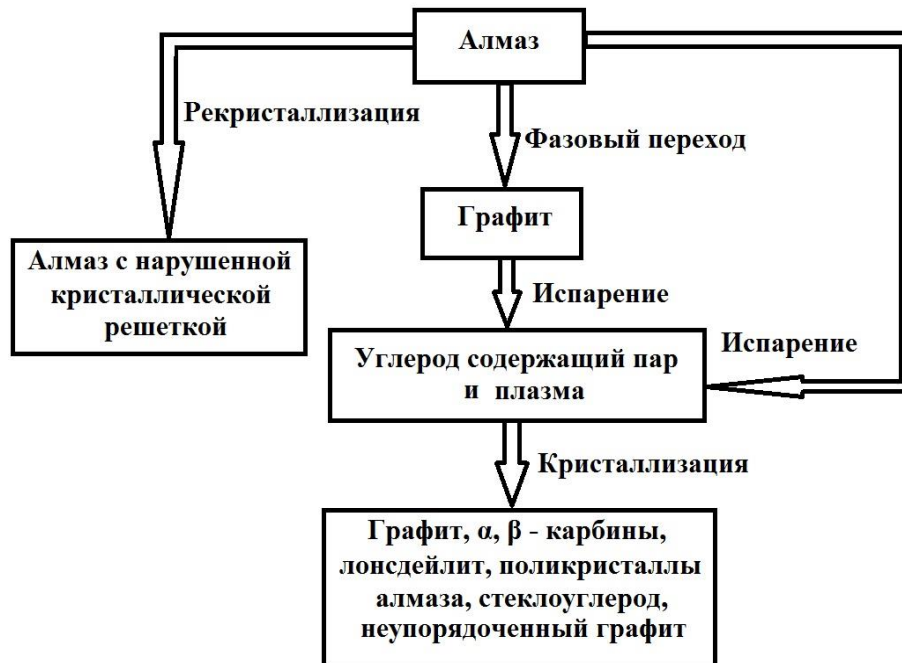 Алмаз
Рекристаллизация
Фазовый переход
Графит
Алмаз с нарушенной
кристаллической
решеткой
Испарение
Углерод содержащий пар
и плазма
Испарение
Кристаллизация
Графит, α, β - карбины,
лонсдейлит, поликристаллы
алмаза, стеклоуглерод,
неупорядоченный графит